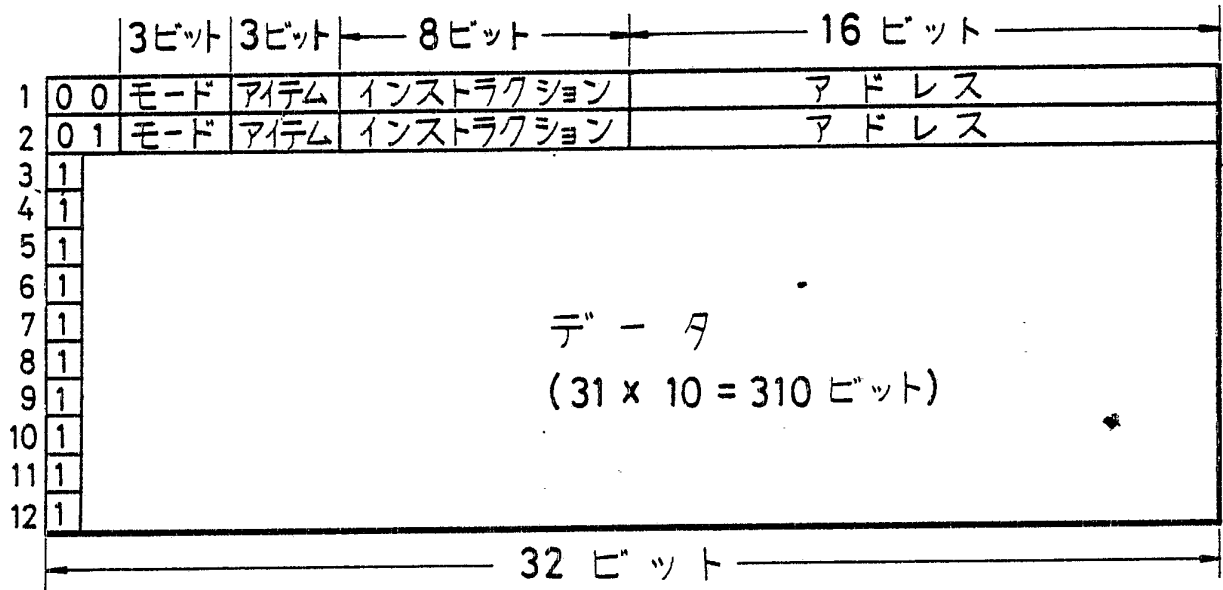 3ビット 3ビット 8ビット 16 ビット
1 0 0 モード アイテム インストラクション アドレス
2 0 1 モード アイテム インストラクション アドレス
3 1
4 1
5 1
6 1
7 1
8 1
9 1
10 1
11 1
12 1
データ
(31 × 10 = 310 ビット)
32 ビット